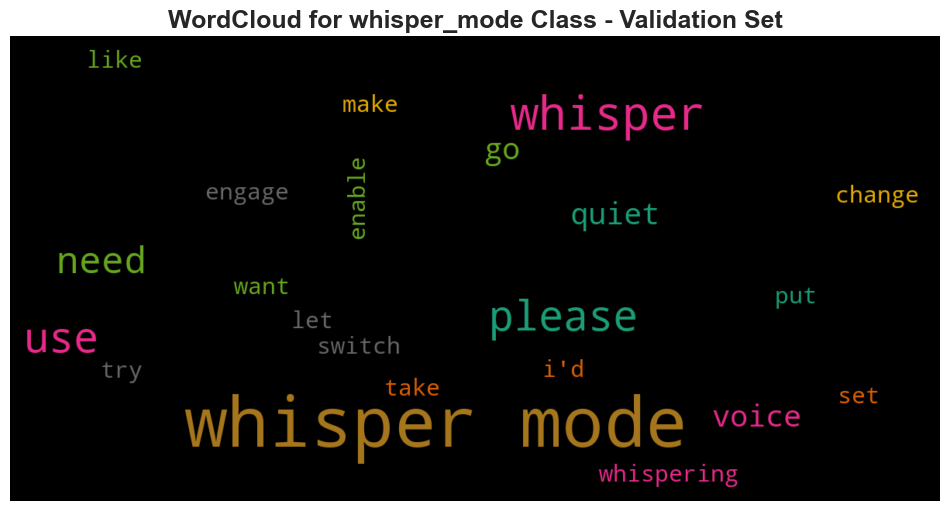 WordCloud for whisper_mode Class - Validation Set
like
make
whisper
go
engage
enable
change
quiet
need
want
put
let
please
use
switch
try
i'd
take
set
whisper mode
voice
whispering